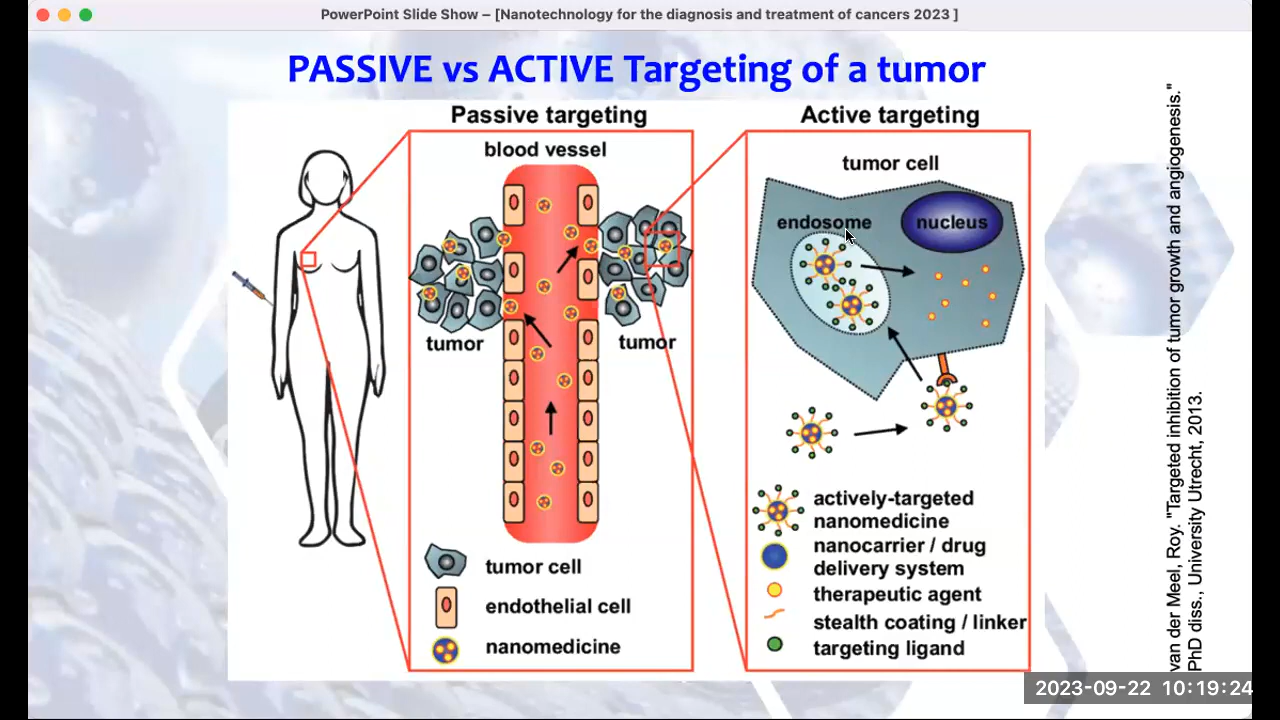 PowerPoint Slide Show – [Nanotechnology for the diagnosis and treatment of cancers 2023 ]
PASSIVE vs ACTIVE Targeting of a tumor
Passive targeting
blood vessel
tumor
tumor
tumor cell
endothelial cell
nanomedicine
Active targeting
tumor cell
endosome
nucleus
actively-targeted
nanomedicine
nanocarrier / drug
delivery system
therapeutic agent
stealth coating / linker
targeting ligand
van der Meel, Roy. "Targeted inhibition of tumor growth and angiogenesis."
PhD diss., University Utrecht, 2013.
2023-09-22 10:19:24